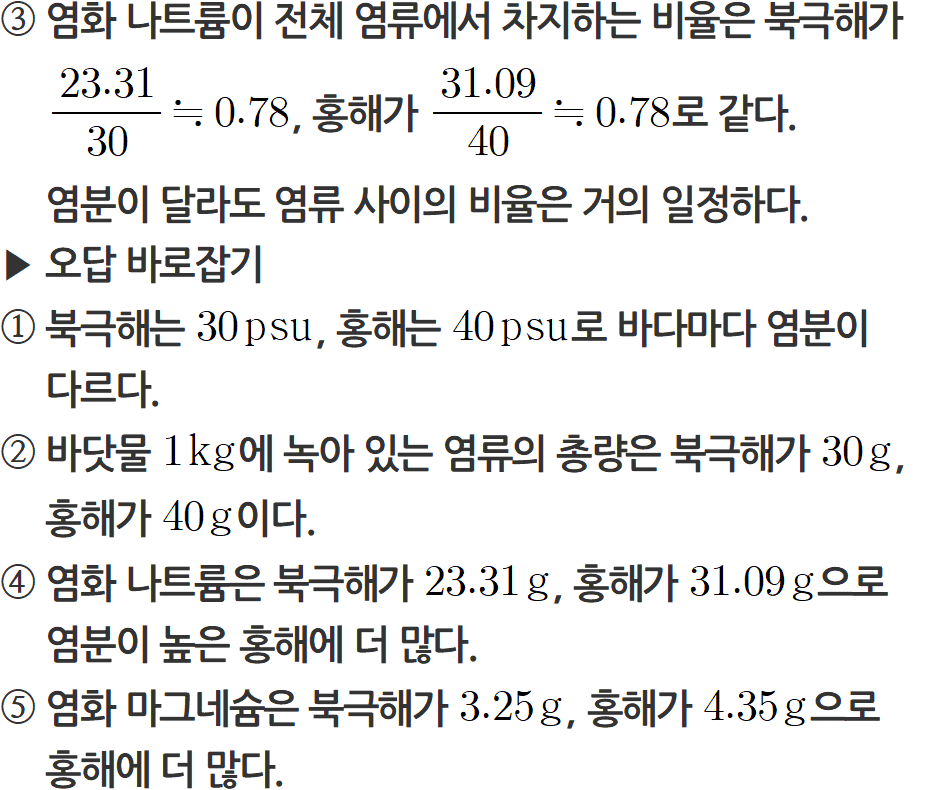 ③ 염화 나트륨이 전체 염류에서 차지하는 비율은 북극해가
23.31/30 ≒ 0.78, 홍해가 31.09/40 ≒ 0.78로 같다.
염분이 달라도 염류 사이의 비율은 거의 일정하다.
▶ 오답 바로잡기
① 북극해는 30 psu, 홍해는 40 psu로 바다마다 염분이
다르다.
② 바닷물 1 kg에 녹아 있는 염류의 총량은 북극해가 30 g,
홍해가 40 g이다.
④ 염화 나트륨은 북극해가 23.31 g, 홍해가 31.09 g으로
염분이 높은 홍해에 더 많다.
⑤ 염화 마그네슘은 북극해가 3.25 g, 홍해가 4.35 g으로
홍해에 더 많다.